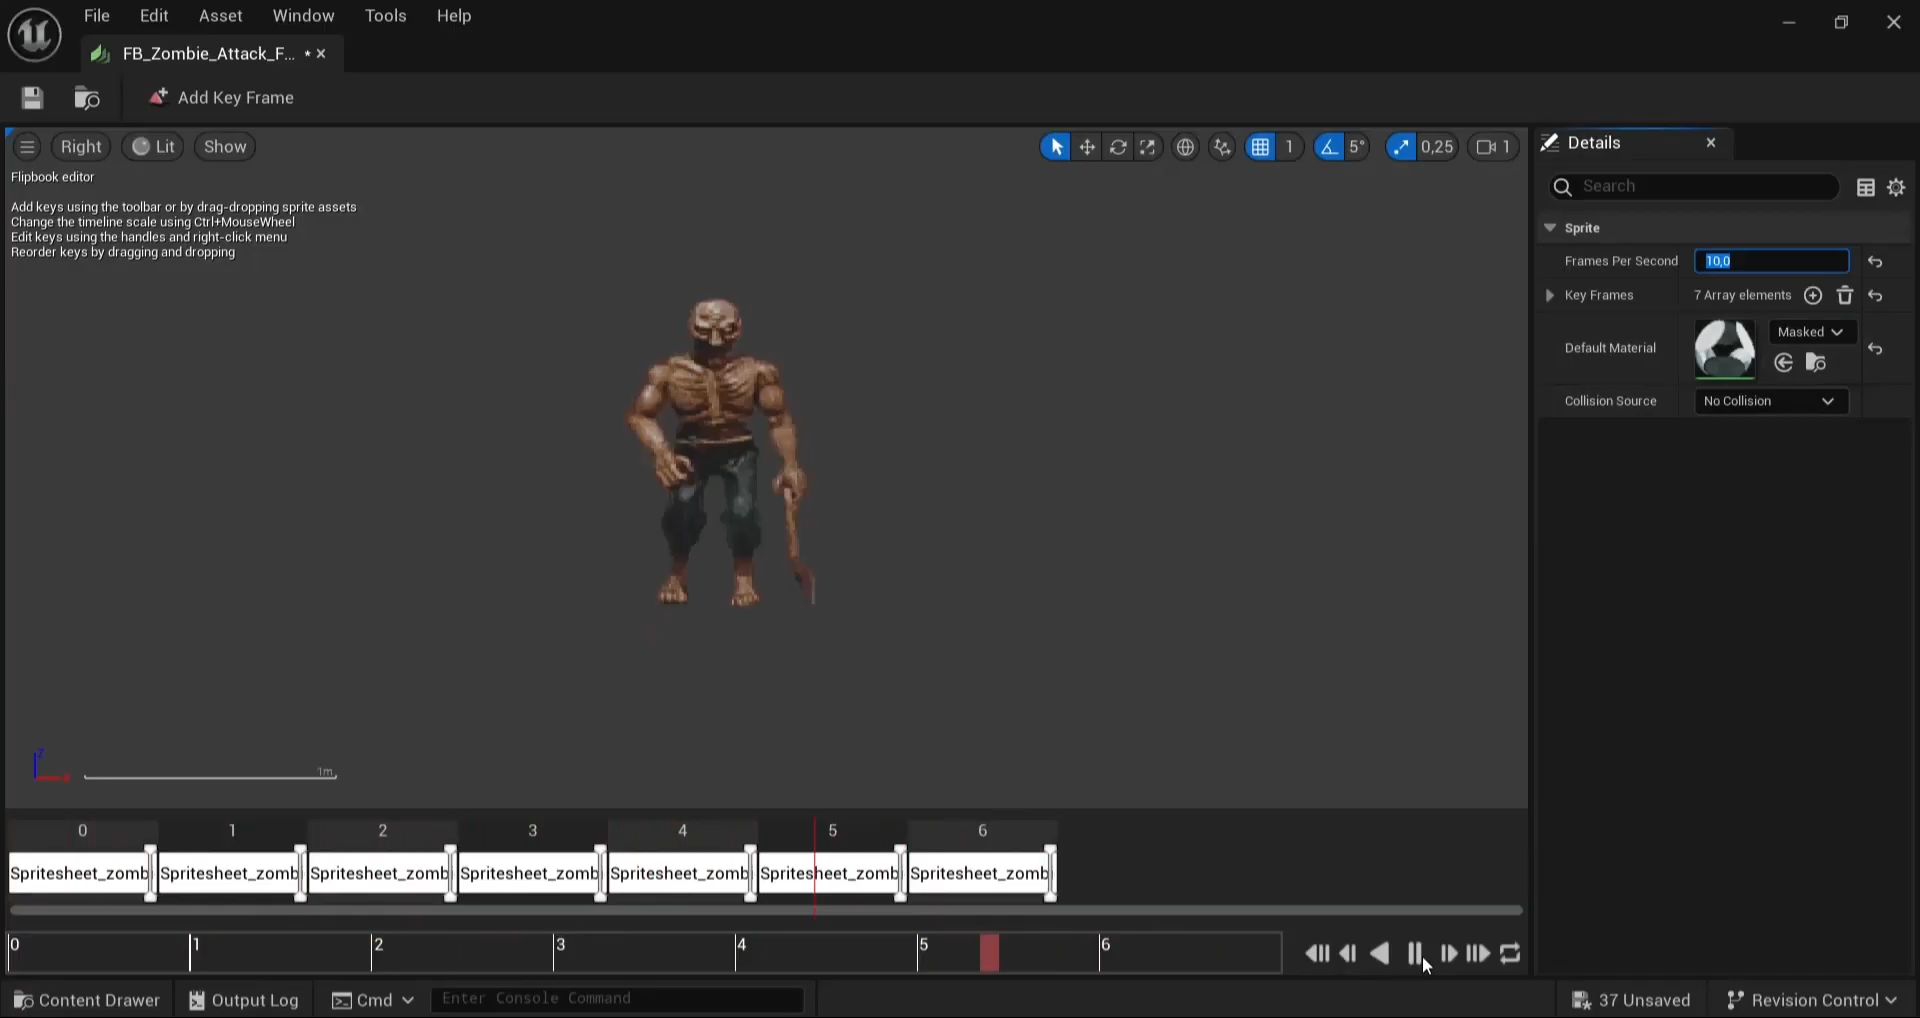 File Edit Asset Window Tools Help
FB_Zombie_Attack_F... *
Add Key Frame
Right Lit Show 1 5° 0,25 1
Flipbook editor
Add keys using the toolbar or by drag-dropping sprite assets
Change the timeline scale using Ctrl+MouseWheel
Edit keys using the handles and right-click menu
Reorder keys by dragging and dropping
Z
1m
Details
Search
Sprite
Frames Per Second 10,0
Key Frames 7 Array elements
Default Material Masked
Collision Source No Collision
0 1 2 3 4 5 6
Spritesheet_zomb Spritesheet_zomb Spritesheet_zomb Spritesheet_zomb Spritesheet_zomb Spritesheet_zomb Spritesheet_zomb
0 1 2 3 4 5 6
Content Drawer Output Log Cmd Enter Console Command 37 Unsaved Revision Control